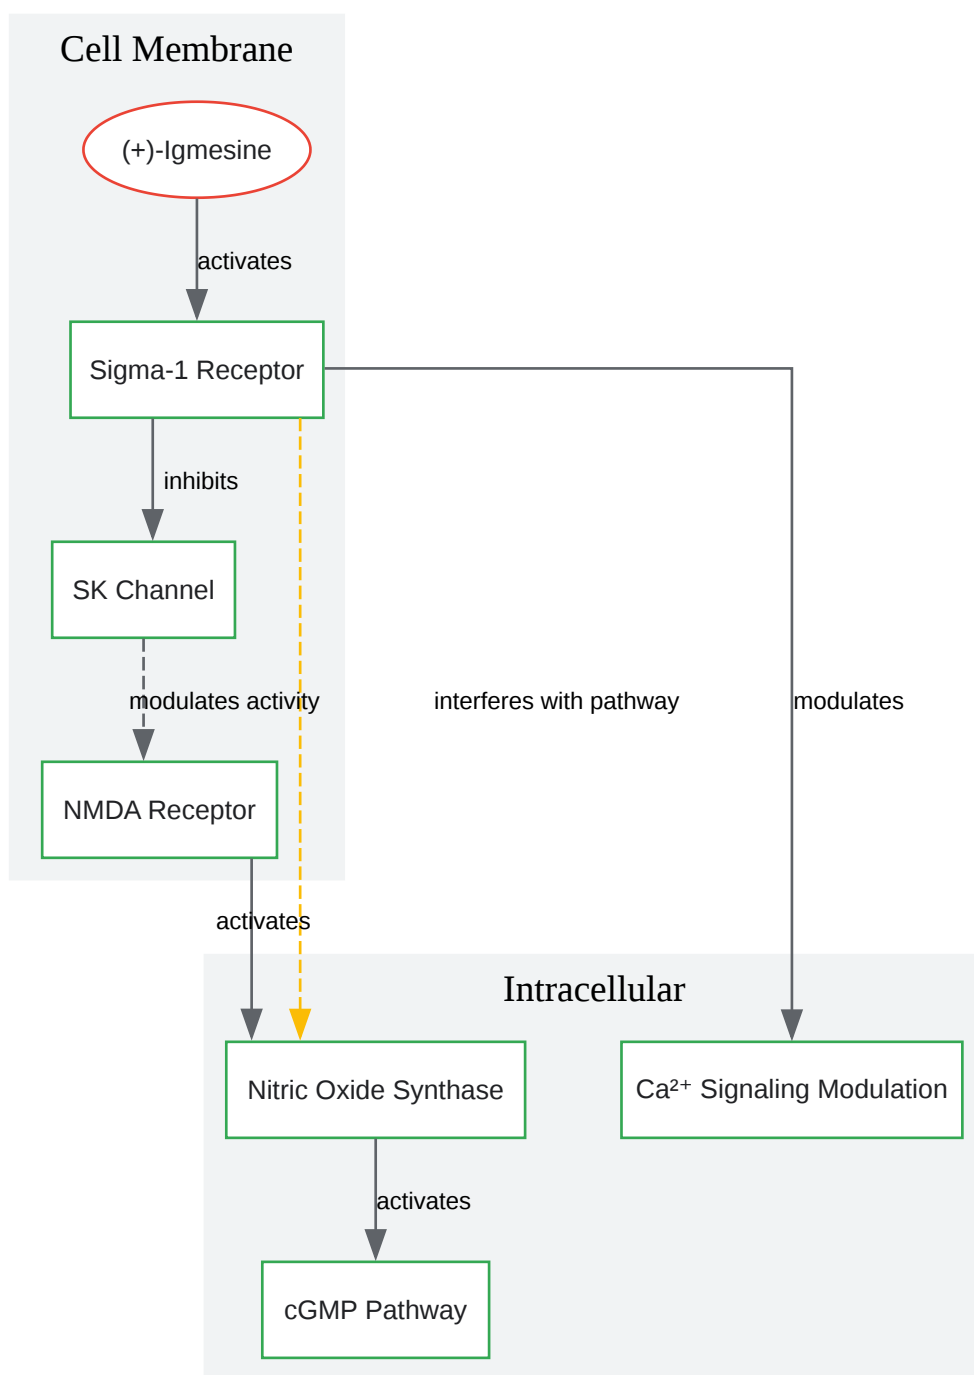 Cell Membrane
(+)-Igmesine
activates
Sigma-1 Receptor
inhibits
SK Channel
modulates activity
interferes with pathway
modulates
NMDA Receptor
activates
Intracellular
Nitric Oxide Synthase
Ca²⁺ Signaling Modulation
activates
cGMP Pathway